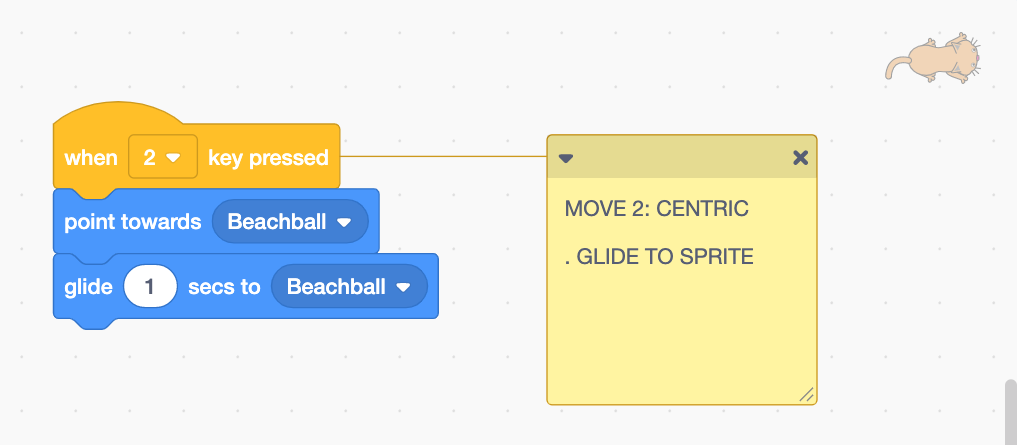 when 2 key pressed
point towards Beachball
glide 1 secs to Beachball
MOVE 2: CENTRIC
. GLIDE TO SPRITE